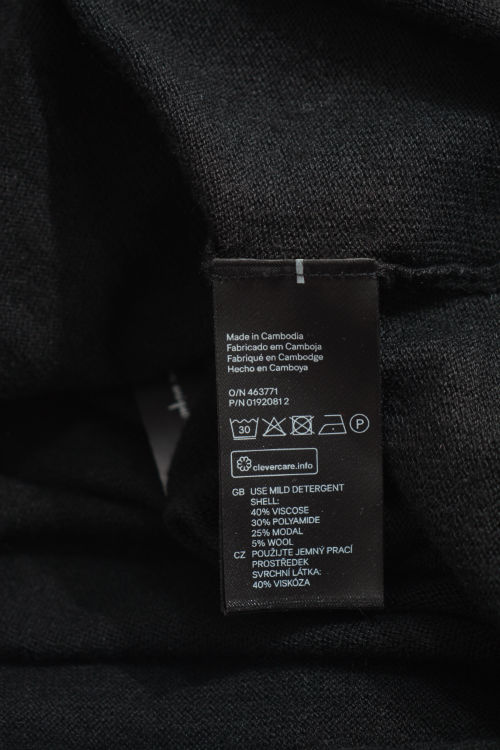 Made in Cambodia
Fabricado em Camboja
Fabriqué en Cambodge
Hecho en Camboya
O/N 463771
P/N 01920812
30 P
clevercare.info
GB USE MILD DETERGENT
SHELL:
40% VISCOSE
30% POLYAMIDE
25% MODAL
5% WOOL
CZ POUŽIJTE JEMNÝ PRACÍ
PROSTŘEDEK
SVRCHNÍ LÁTKA:
40% VISKÓZA